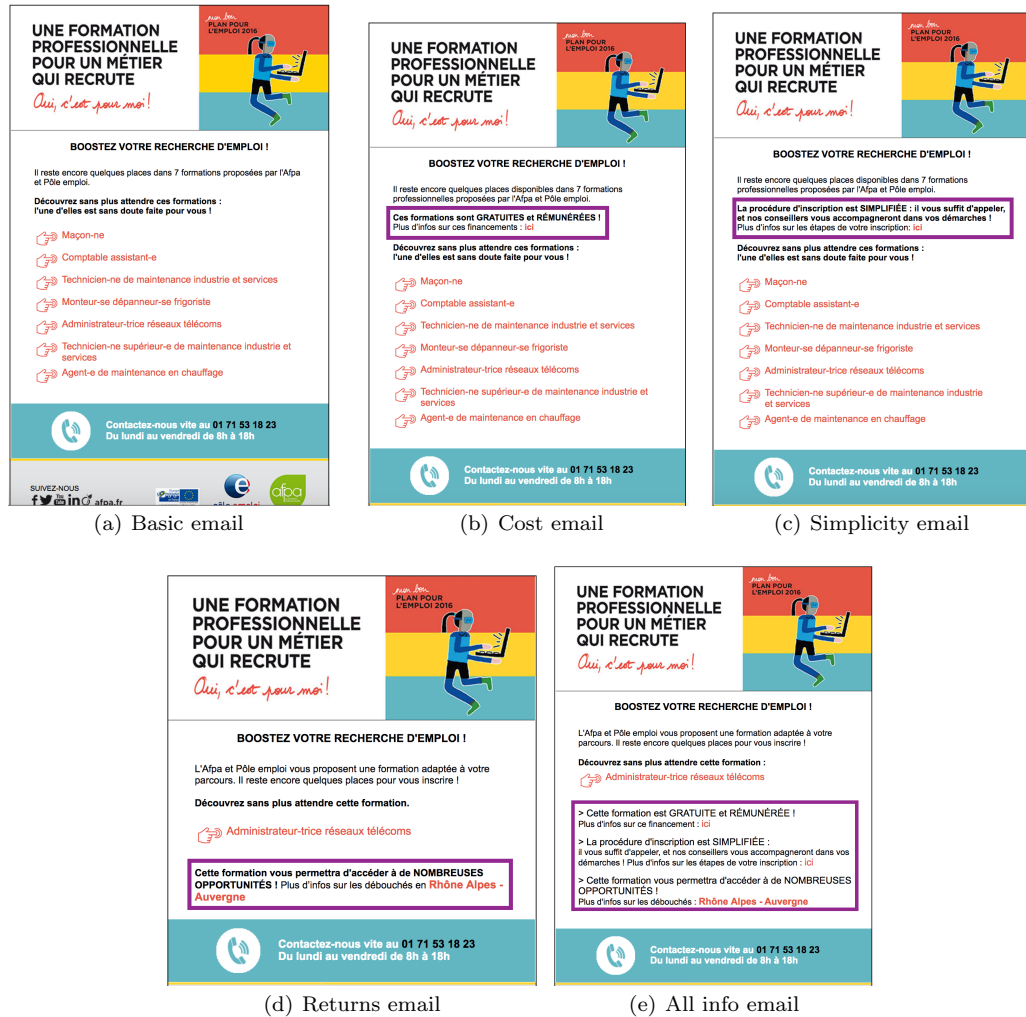 UNE FORMATION
PROFESSIONNELLE
POUR UN MÉTIER
QUI RECRUTE
Oui, c'est pour moi !
mon bon
PLAN POUR
L'EMPLOI 2016
BOOSTEZ VOTRE RECHERCHE D'EMPLOI !
Il reste encore quelques places dans 7 formations proposées par l'Afpa
et Pôle emploi.
Découvrez sans plus attendre ces formations :
l'une d'elles est sans doute faite pour vous !
Maçon-ne
Comptable assistant-e
Technicien-ne de maintenance industrie et services
Monteur-se dépanneur-se frigoriste
Administrateur-trice réseaux télécoms
Technicien-ne supérieur-e de maintenance industrie et
services
Agent-e de maintenance en chauffage
Contactez-nous vite au 01 71 53 18 23
Du lundi au vendredi de 8h à 18h
SUIVEZ-NOUS
f You Tube in afpa.fr
pôle emploi
afpa
(a) Basic email
UNE FORMATION
PROFESSIONNELLE
POUR UN MÉTIER
QUI RECRUTE
Oui, c'est pour moi !
mon bon
PLAN POUR
L'EMPLOI 2016
BOOSTEZ VOTRE RECHERCHE D'EMPLOI !
Il reste encore quelques places disponibles dans 7 formations
professionnelles proposées par l'Afpa et Pôle emploi.
Ces formations sont GRATUITES et RÉMUNÉRÉES !
Plus d'infos sur ces financements : ici
Découvrez sans plus attendre ces formations :
l'une d'elles est sans doute faite pour vous !
Maçon-ne
Comptable assistant-e
Technicien-ne de maintenance industrie et services
Monteur-se dépanneur-se frigoriste
Administrateur-trice réseaux télécoms
Technicien-ne supérieur-e de maintenance industrie et
services
Agent-e de maintenance en chauffage
Contactez-nous vite au 01 71 53 18 23
Du lundi au vendredi de 8h à 18h
(b) Cost email
UNE FORMATION
PROFESSIONNELLE
POUR UN MÉTIER
QUI RECRUTE
Oui, c'est pour moi !
mon bon
PLAN POUR
L'EMPLOI 2016
BOOSTEZ VOTRE RECHERCHE D'EMPLOI !
Il reste encore quelques places disponibles dans 7 formations
professionnelles proposées par l'Afpa et Pôle emploi.
La procédure d'inscription est SIMPLIFIÉE : il vous suffit d'appeler,
et nos conseillers vous accompagneront dans vos démarches !
Plus d'infos sur les étapes de votre inscription: ici
Découvrez sans plus attendre ces formations :
l'une d'elles est sans doute faite pour vous !
Maçon-ne
Comptable assistant-e
Technicien-ne de maintenance industrie et services
Monteur-se dépanneur-se frigoriste
Administrateur-trice réseaux télécoms
Technicien-ne supérieur-e de maintenance industrie
et services
Agent-e de maintenance en chauffage
Contactez-nous vite au 01 71 53 18 23
Du lundi au vendredi de 8h à 18h
(c) Simplicity email
UNE FORMATION
PROFESSIONNELLE
POUR UN MÉTIER
QUI RECRUTE
Oui, c'est pour moi !
mon bon
PLAN POUR
L'EMPLOI 2016
BOOSTEZ VOTRE RECHERCHE D'EMPLOI !
L'Afpa et Pôle emploi vous proposent une formation adaptée à votre
parcours. Il reste encore quelques places pour vous inscrire !
Découvrez sans plus attendre cette formation.
Administrateur-trice réseaux télécoms
Cette formation vous permettra d'accéder à de NOMBREUSES
OPPORTUNITÉS ! Plus d'infos sur les débouchés en Rhône Alpes -
Auvergne
Contactez-nous vite au 01 71 53 18 23
Du lundi au vendredi de 8h à 18h
(d) Returns email
UNE FORMATION
PROFESSIONNELLE
POUR UN MÉTIER
QUI RECRUTE
Oui, c'est pour moi !
mon bon
PLAN POUR
L'EMPLOI 2016
BOOSTEZ VOTRE RECHERCHE D'EMPLOI !
L'Afpa et Pôle emploi vous proposent une formation adaptée à votre
parcours. Il reste encore quelques places pour vous inscrire !
Découvrez sans plus attendre cette formation :
Administrateur-trice réseaux télécoms
> Cette formation est GRATUITE et RÉMUNÉRÉE !
Plus d'infos sur ce financement : ici
> La procédure d'inscription est SIMPLIFIÉE :
il vous suffit d'appeler, et nos conseillers vous accompagneront dans vos
démarches ! Plus d'infos sur les étapes de votre inscription : ici
> Cette formation vous permettra d'accéder à de NOMBREUSES
OPPORTUNITÉS !
Plus d'infos sur les débouchés : Rhône Alpes - Auvergne
Contactez-nous vite au 01 71 53 18 23
Du lundi au vendredi de 8h à 18h
(e) All info email